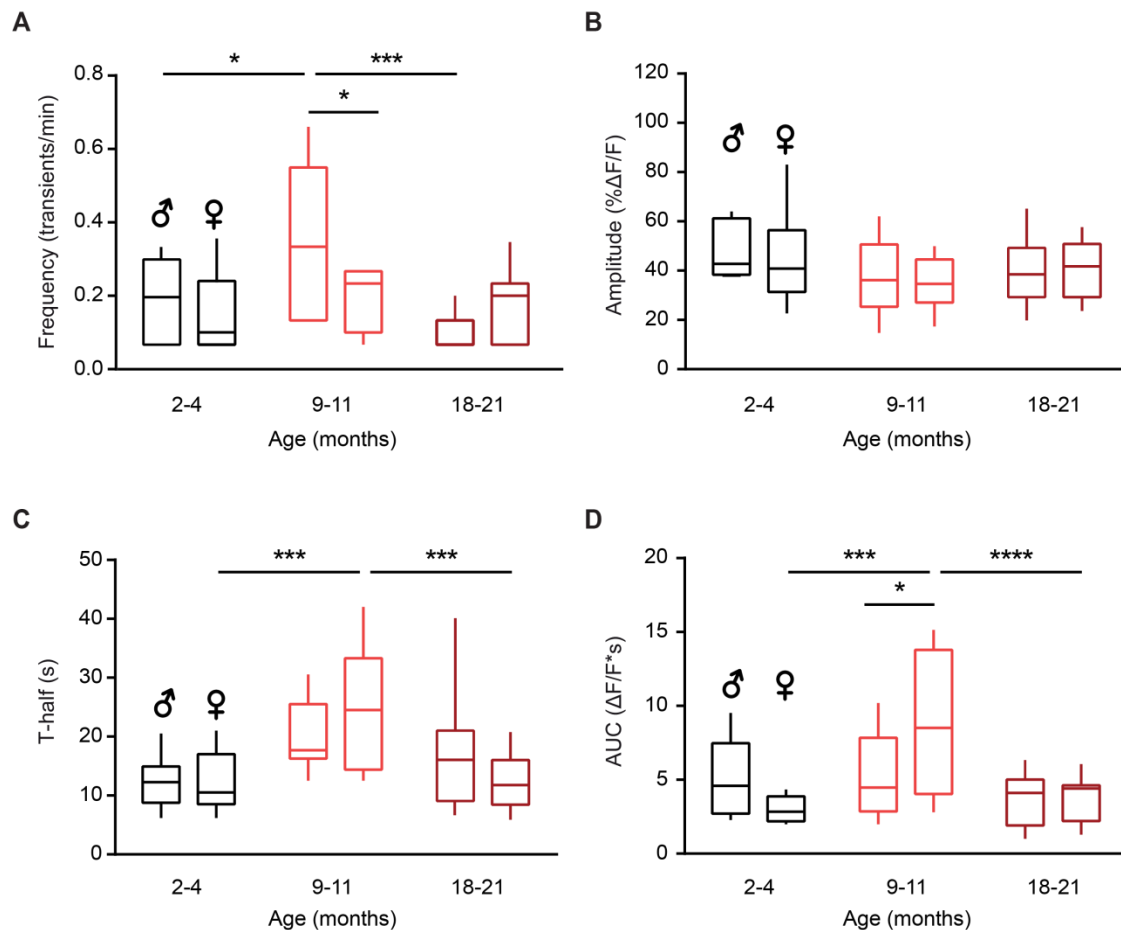 A
* ***
*
0.8
0.6
0.4
0.2
0.0
Frequency (transients/min)
♂ ♀
2-4 9-11 18-21
Age (months)
B
120
100
80
60
40
20
0
Amplitude (%ΔF/F)
♂ ♀
2-4 9-11 18-21
Age (months)
C
*** ***
50
40
30
20
10
0
T-half (s)
♂ ♀
2-4 9-11 18-21
Age (months)
D
*** ****
*
20
15
10
5
0
AUC (ΔF/F*s)
♂ ♀
2-4 9-11 18-21
Age (months)